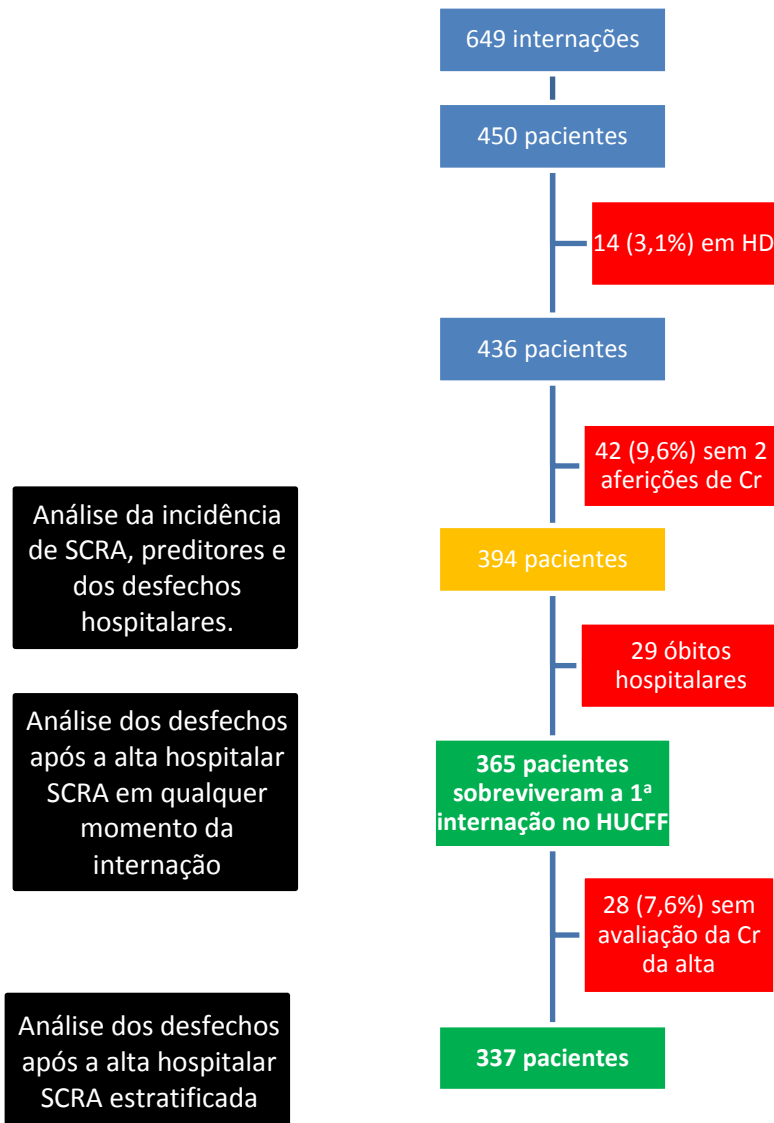 649 internações
450 pacientes
14 (3,1%) em HD
436 pacientes
42 (9,6%) sem 2
aferições de Cr
Análise da incidência
de SCRA, preditores e
dos desfechos
hospitalares.
394 pacientes
29 óbitos
hospitalares
Análise dos desfechos
após a alta hospitalar
SCRA em qualquer
momento da
internação
365 pacientes
sobreviveram a 1ª
internação no HUCFF
28 (7,6%) sem
avaliação da Cr
da alta
Análise dos desfechos
após a alta hospitalar
SCRA estratificada
337 pacientes